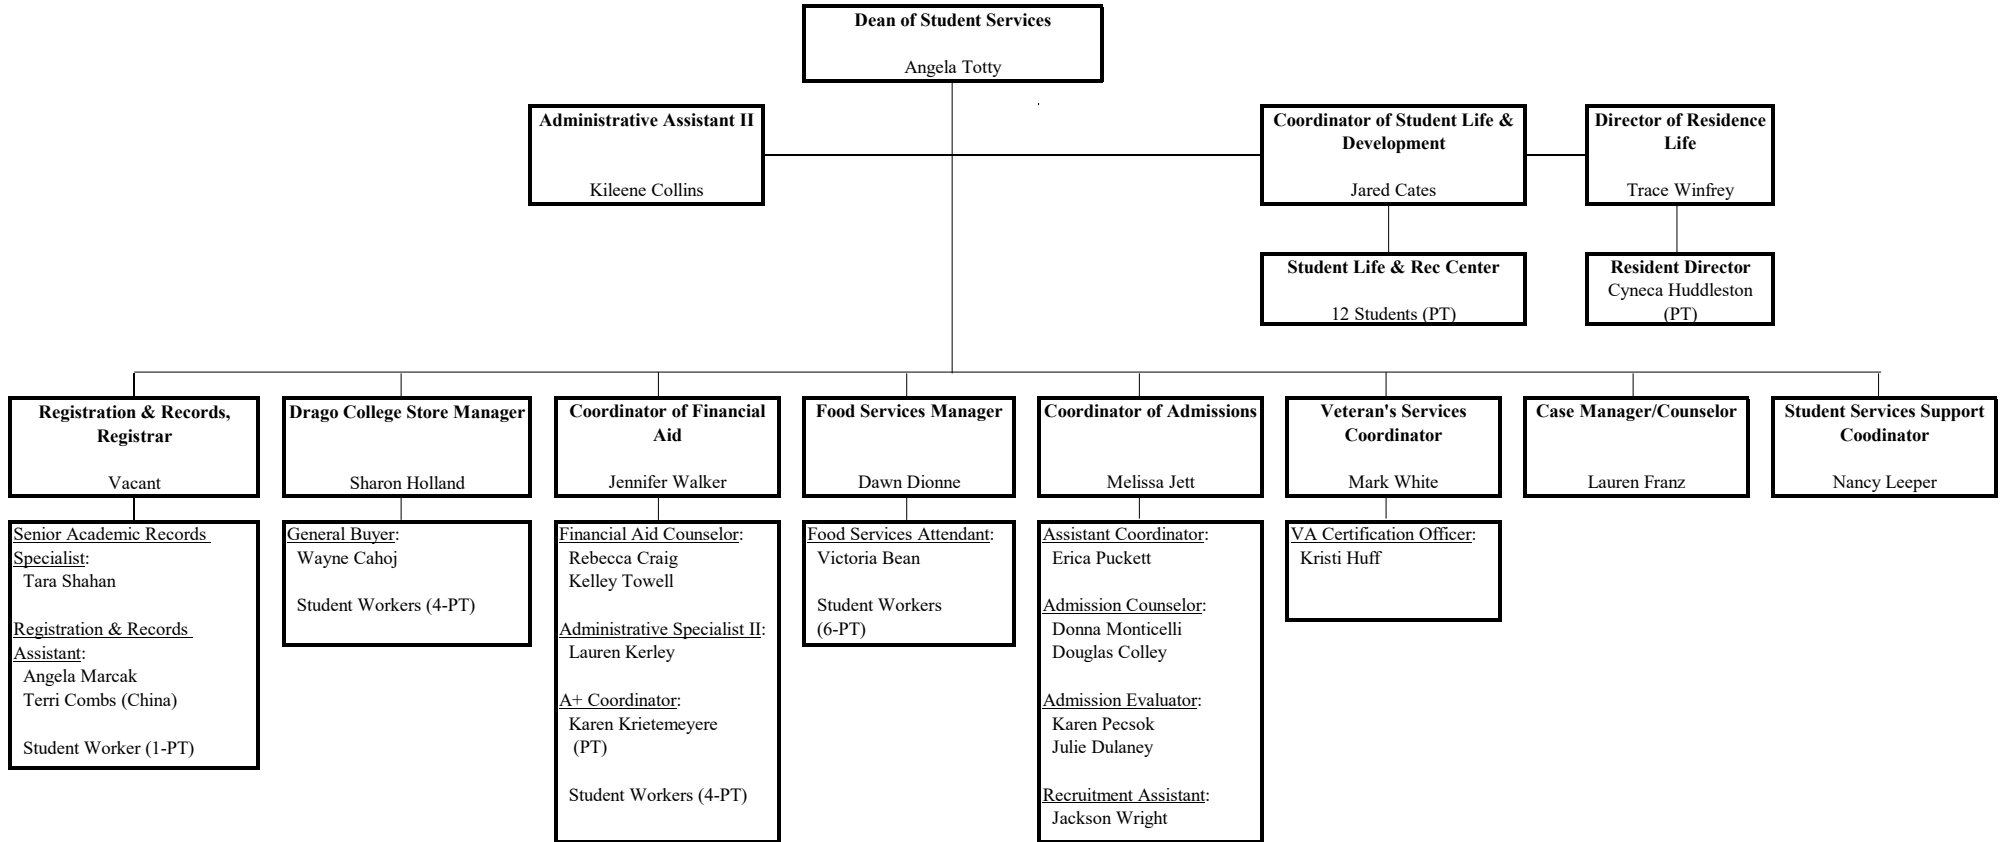 Dean of Student Services
Angela Totty
Administrative Assistant II
Kileene Collins
Coordinator of Student Life &
Development
Jared Cates
Director of Residence
Life
Trace Winfrey
Student Life & Rec Center
12 Students (PT)
Resident Director
Cyneca Huddleston
(PT)
Registration & Records,
Registrar
Vacant
Drago College Store Manager
Sharon Holland
Coordinator of Financial
Aid
Jennifer Walker
Food Services Manager
Dawn Dionne
Coordinator of Admissions
Melissa Jett
Veteran's Services
Coordinator
Mark White
Case Manager/Counselor
Lauren Franz
Student Services Support
Coodinator
Nancy Leeper
Senior Academic Records
Specialist:
Tara Shahan
Registration & Records
Assistant:
Angela Marcak
Terri Combs (China)
Student Worker (1-PT)
General Buyer:
Wayne Cahoj
Student Workers (4-PT)
Financial Aid Counselor:
Rebecca Craig
Kelley Towell
Administrative Specialist II:
Lauren Kerley
A+ Coordinator:
Karen Krietemeyere
(PT)
Student Workers (4-PT)
Food Services Attendant:
Victoria Bean
Student Workers
(6-PT)
Assistant Coordinator:
Erica Puckett
Admission Counselor:
Donna Monticelli
Douglas Colley
Admission Evaluator:
Karen Pecsok
Julie Dulaney
Recruitment Assistant:
Jackson Wright
VA Certification Officer:
Kristi Huff